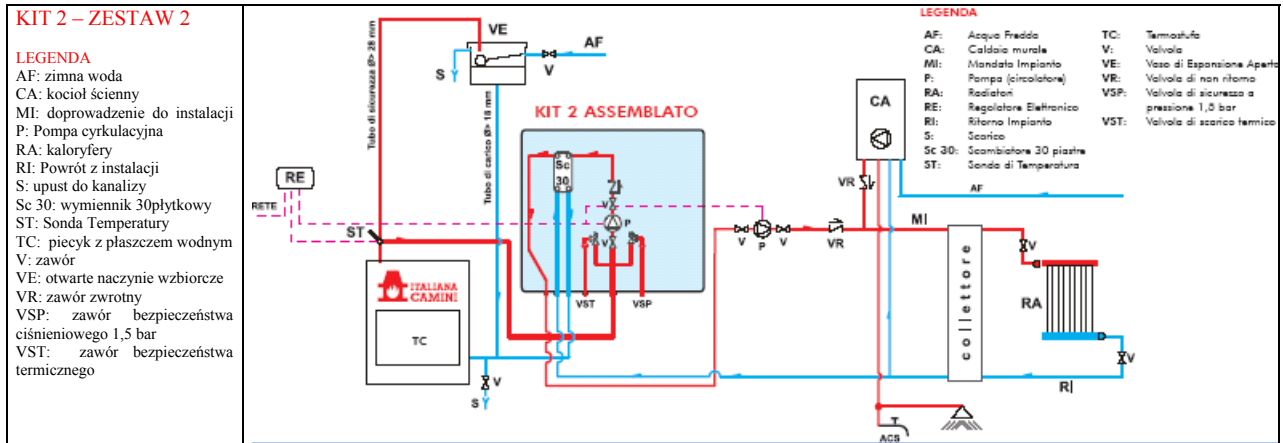 KIT 2 – ZESTAW 2
LEGENDA
AF: zimna woda
CA: kocioł ścienny
MI: doprowadzenie do instalacji
P: Pompa cyrkulacyjna
RA: kaloryfery
RI: Powrót z instalacji
S: upust do kanalizy
Sc 30: wymiennik 30płytkowy
ST: Sonda Temperatury
TC: piecyk z płaszczem wodnym
V: zawór
VE: otwarte naczynie wzbiorcze
VR: zawór zwrotny
VSP: zawór bezpieczeństwa
ciśnieniowego 1,5 bar
VST: zawór bezpieczeństwa
termicznego
Tubo di sicurezza Ø> 28 mm
VE
AF
S
V
Tubo di carico Ø> 18 mm
KIT 2 ASSEMBLATO
Sc
30
V
P
V
VST
VSP
RE
RETE
ST
ITALIANA
CAMINI
TC
V
S
V
P
V
VR
VR
CA
AF
MI
collettore
V
RA
V
RI
ACS
LEGENDA
AF: Acqua Fredda
CA: Caldaia murale
MI: Mandata Impianto
P: Pompa (circolatore)
RA: Radiatori
RE: Regolatore Elettronico
RI: Ritorno Impianto
S: Scarico
Sc 30: Scambiatore 30 piastre
ST: Sonda di Temperatura
TC: Termostufa
V: Valvola
VE: Vaso di Espansione Aperto
VR: Valvola di non ritorno
VSP: Valvola di sicurezza a
pressione 1,5 bar
VST: Valvola di scarico termico